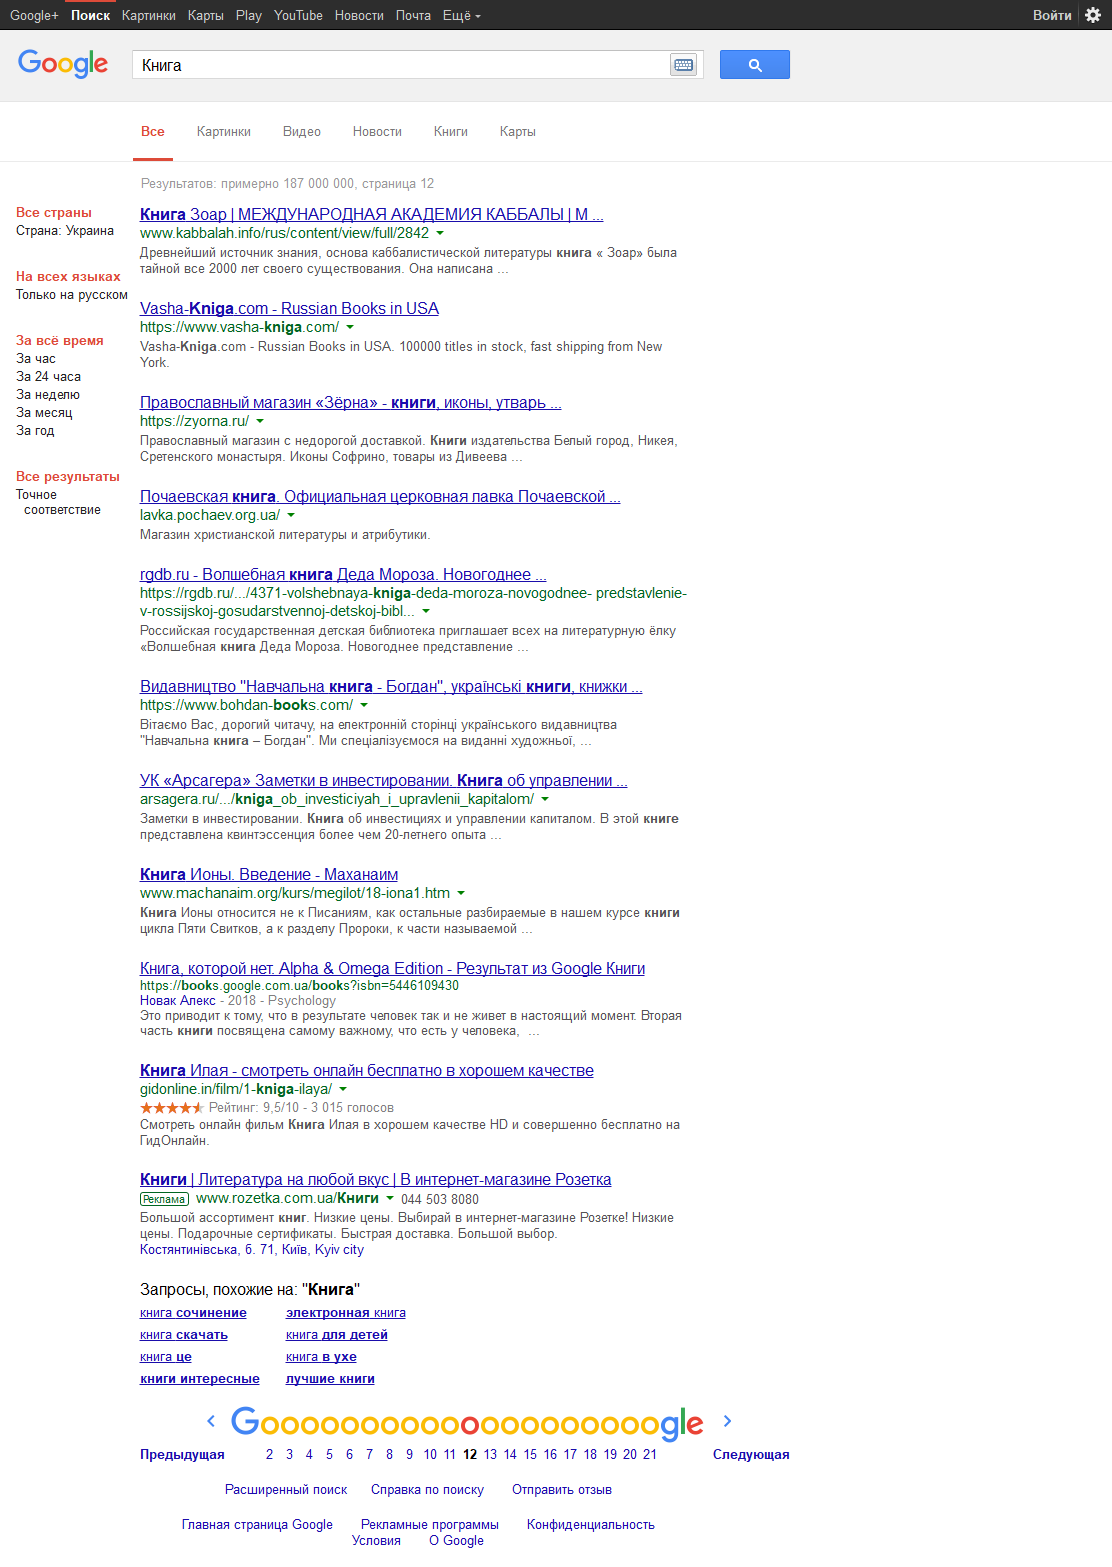 Google+ Поиск Картинки Карты Play YouTube Новости Почта Ещё Войти
Google Книга
Все Картинки Видео Новости Книги Карты
Результатов: примерно 187 000 000, страница 12
Все страны
Страна: Украина
На всех языках
Только на русском
За всё время
За час
За 24 часа
За неделю
За месяц
За год
Все результаты
Точное
соответствие
Книга Зоар | МЕЖДУНАРОДНАЯ АКАДЕМИЯ КАББАЛЫ | М ...
www.kabbalah.info/rus/content/view/full/2842
Древнейший источник знания, основа каббалистической литературы книга « Зоар» была
тайной все 2000 лет своего существования. Она написана ...
Vasha-Kniga.com - Russian Books in USA
https://www.vasha-kniga.com/
Vasha-Kniga.com - Russian Books in USA. 100000 titles in stock, fast shipping from New
York.
Православный магазин «Зёрна» - книги, иконы, утварь ...
https://zyorna.ru/
Православный магазин с недорогой доставкой. Книги издательства Белый город, Никея,
Сретенского монастыря. Иконы Софрино, товары из Дивеева ...
Почаевская книга. Официальная церковная лавка Почаевской ...
lavka.pochaev.org.ua/
Магазин христианской литературы и атрибутики.
rgdb.ru - Волшебная книга Деда Мороза. Новогоднее ...
https://rgdb.ru/.../4371-volshebnaya-kniga-deda-moroza-novogodnee- predstavlenie-
v-rossijskoj-gosudarstvennoj-detskoj-bibl...
Российская государственная детская библиотека приглашает всех на литературную ёлку
«Волшебная книга Деда Мороза. Новогоднее представление ...
Видавництво "Навчальна книга - Богдан", українські книги, книжки ...
https://www.bohdan-books.com/
Вітаємо Вас, дорогий читачу, на електронній сторінці українського видавництва
"Навчальна книга – Богдан". Ми спеціалізуємося на виданні художньої, ...
УК «Арсагера» Заметки в инвестировании. Книга об управлении ...
arsagera.ru/.../kniga_ob_investiciyah_i_upravlenii_kapitalom/
Заметки в инвестировании. Книга об инвестициях и управлении капиталом. В этой книге
представлена квинтэссенция более чем 20-летнего опыта ...
Книга Ионы. Введение - Маханаим
www.machanaim.org/kurs/megilot/18-iona1.htm
Книга Ионы относится не к Писаниям, как остальные разбираемые в нашем курсе книги
цикла Пяти Свитков, а к разделу Пророки, к части называемой ...
Книга, которой нет. Alpha & Omega Edition - Результат из Google Книги
https://books.google.com.ua/books?isbn=5446109430
Новак Алекс - 2018 - Psychology
Это приводит к тому, что в результате человек так и не живет в настоящий момент. Вторая
часть книги посвящена самому важному, что есть у человека, ...
Книга Илая - смотреть онлайн бесплатно в хорошем качестве
gidonline.in/film/1-kniga-ilaya/
Рейтинг: 9,5/10 - 3 015 голосов
Смотреть онлайн фильм Книга Илая в хорошем качестве HD и совершенно бесплатно на
ГидОнлайн.
Книги | Литература на любой вкус | В интернет-магазине Розетка
Реклама www.rozetka.com.ua/Книги 044 503 8080
Большой ассортимент книг. Низкие цены. Выбирай в интернет-магазине Розетке! Низкие
цены. Подарочные сертификаты. Быстрая доставка. Большой выбор.
Костянтинівська, б. 71, Київ, Kyiv city
Запросы, похожие на: "Книга"
книга сочинение электронная книга
книга скачать книга для детей
книга це книга в ухе
книги интересные лучшие книги
Goooooooooooooooooooogle
Предыдущая 2 3 4 5 6 7 8 9 10 11 12 13 14 15 16 17 18 19 20 21 Следующая
Расширенный поиск Справка по поиску Отправить отзыв
Главная страница Google Рекламные программы Конфиденциальность
Условия О Google